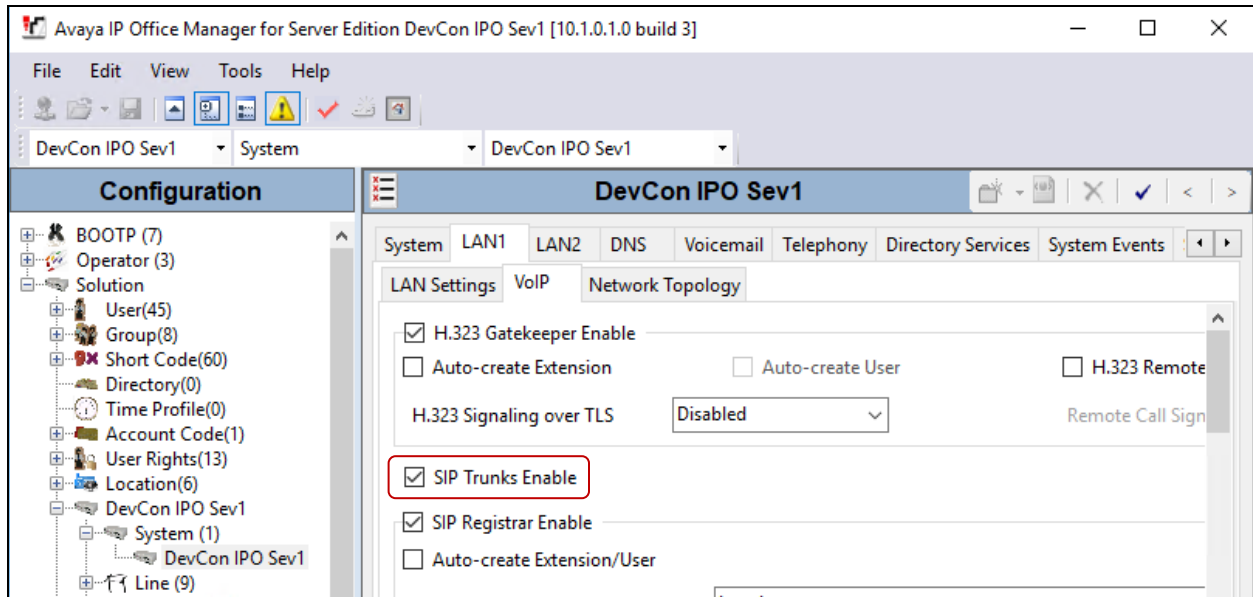 Avaya IP Office Manager for Server Edition DevCon IPO Sev1 [10.1.0.1.0 build 3]
File Edit View Tools Help
DevCon IPO Sev1 System DevCon IPO Sev1
Configuration
BOOTP (7)
Operator (3)
Solution
User(45)
Group(8)
Short Code(60)
Directory(0)
Time Profile(0)
Account Code(1)
User Rights(13)
Location(6)
DevCon IPO Sev1
System (1)
DevCon IPO Sev1
Line (9)
DevCon IPO Sev1
System LAN1 LAN2 DNS Voicemail Telephony Directory Services System Events
LAN Settings VoIP Network Topology
H.323 Gatekeeper Enable
Auto-create Extension Auto-create User H.323 Remote
H.323 Signaling over TLS Disabled Remote Call Sign
SIP Trunks Enable
SIP Registrar Enable
Auto-create Extension/User